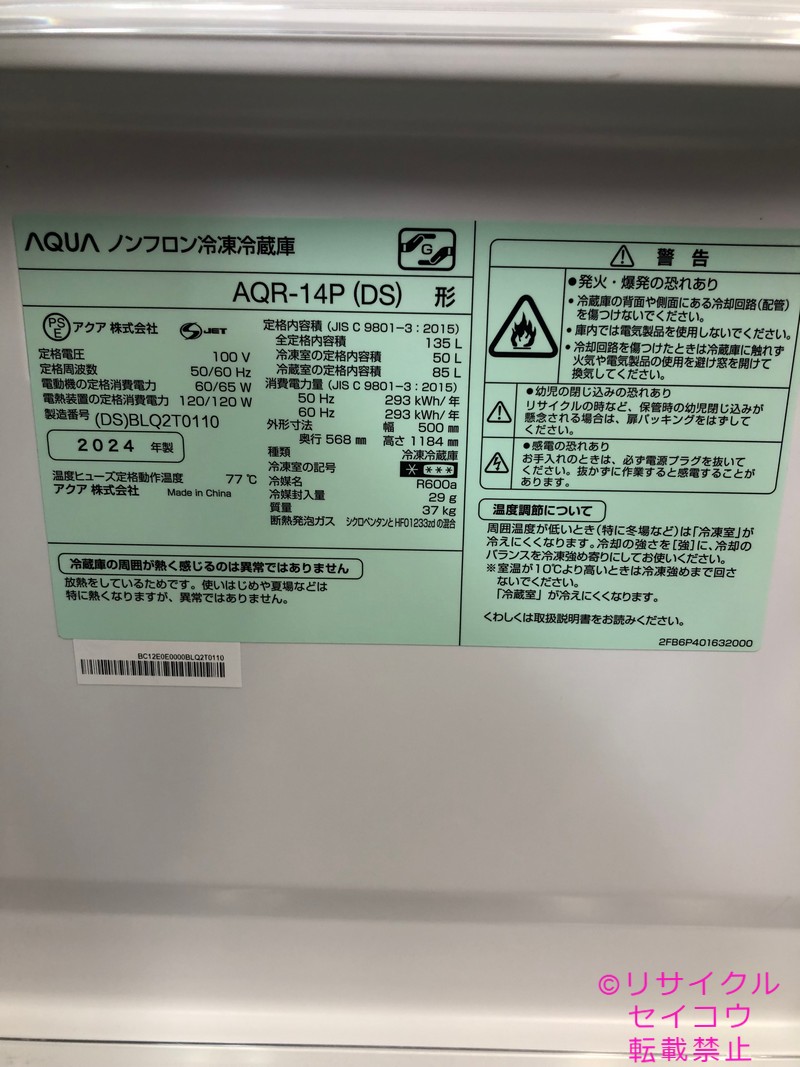 AQUA ノンフロン冷凍冷蔵庫
G
AQR-14P (DS) 形
PS
E
アクア 株式会社
S JET
定格電圧 100 V
定格周波数 50/60 Hz
電動機の定格消費電力 60/65 W
電熱装置の定格消費電力 120/120 W
製造番号 (DS)BLQ2T0110
2024 年製
温度ヒューズ定格動作温度 77 ℃
アクア 株式会社 Made in China
定格内容積 (JIS C 9801-3 : 2015)
全定格内容積 135 L
冷凍室の定格内容積 50 L
冷蔵室の定格内容積 85 L
消費電力量 (JIS C 9801-3 : 2015)
50 Hz 293 kWh/年
60 Hz 293 kWh/年
外形寸法 幅 500 ㎜
奥行 568 ㎜ 高さ 1184 ㎜
種類 冷凍冷蔵庫
冷凍室の記号 * ***
冷媒名 R600a
冷媒封入量 29 g
質量 37 kg
断熱発泡ガス シクロペンタンとHFO1233zdの混合
冷蔵庫の周囲が熱く感じるのは異常ではありません
放熱をしているためです。使いはじめや夏場などは
特に熱くなりますが、異常ではありません。
警告
●発火・爆発の恐れあり
・冷蔵庫の背面や側面にある冷却回路(配管)
を傷つけないでください。
・庫内では電気製品を使用しないでください。
・冷却回路を傷つけたときは冷蔵庫に触れず
火気や電気製品の使用を避け窓を開けて
換気してください。
●幼児の閉じ込みの恐れあり
リサイクルの時など、保管時の幼児閉じ込みが
懸念される場合は、扉パッキングをはずして
ください。
●感電の恐れあり
お手入れのときは、必ず電源プラグを抜いて
ください。抜かずに作業すると感電することが
あります。
温度調節について
周囲温度が低いとき(特に冬場など)は「冷凍室」が
冷えにくくなります。冷却の強さを[強]に、冷却の
バランスを冷凍強め寄りにしてお使いください。
※室温が10℃より高いときは冷凍強めまで回さ
ないでください。
「冷蔵室」が冷えにくくなります。
くわしくは取扱説明書をお読みください。
2FB6P401632000
BC12E0E0000BLQ2T0110
©リサイクル
セイコウ
転載禁止